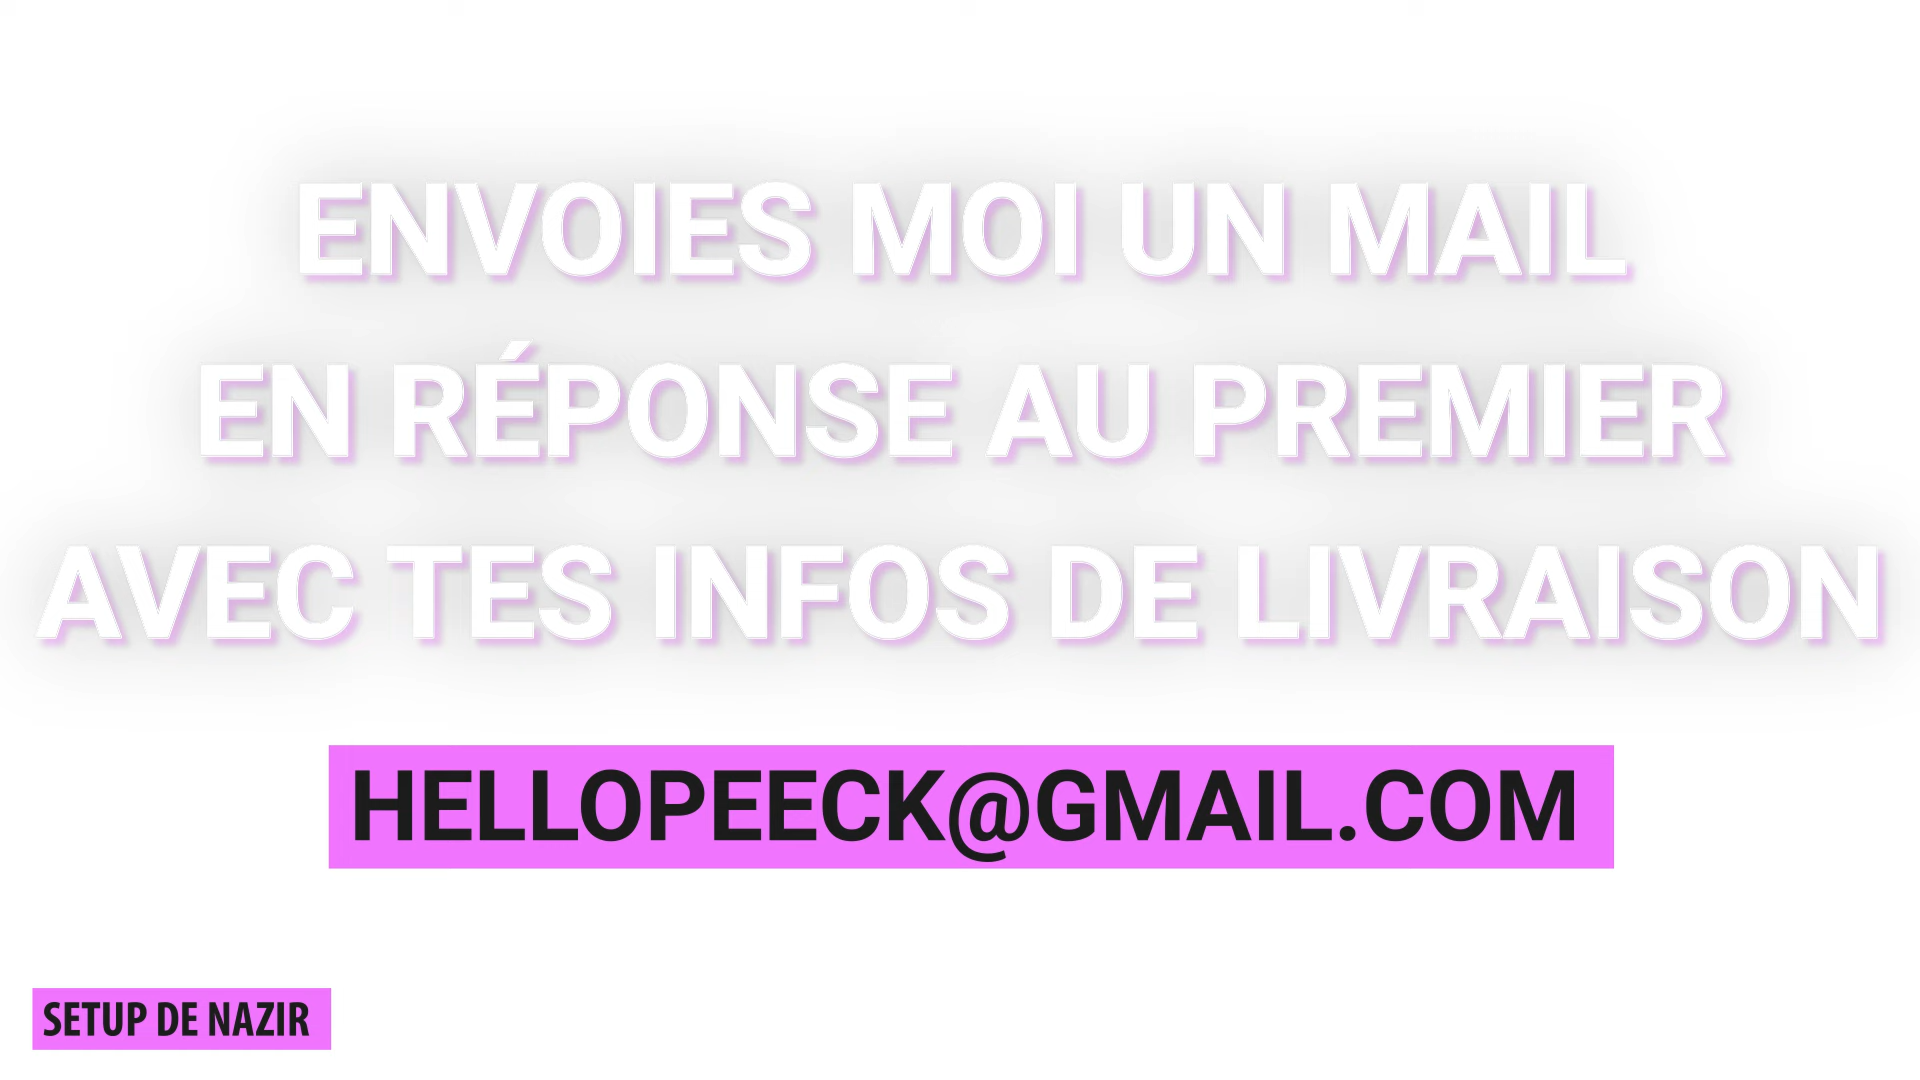 ENVOIES MOI UN MAIL
EN RÉPONSE AU PREMIER
AVEC TES INFOS DE LIVRAISON
HELLOPEECK@GMAIL.COM
SETUP DE NAZIR